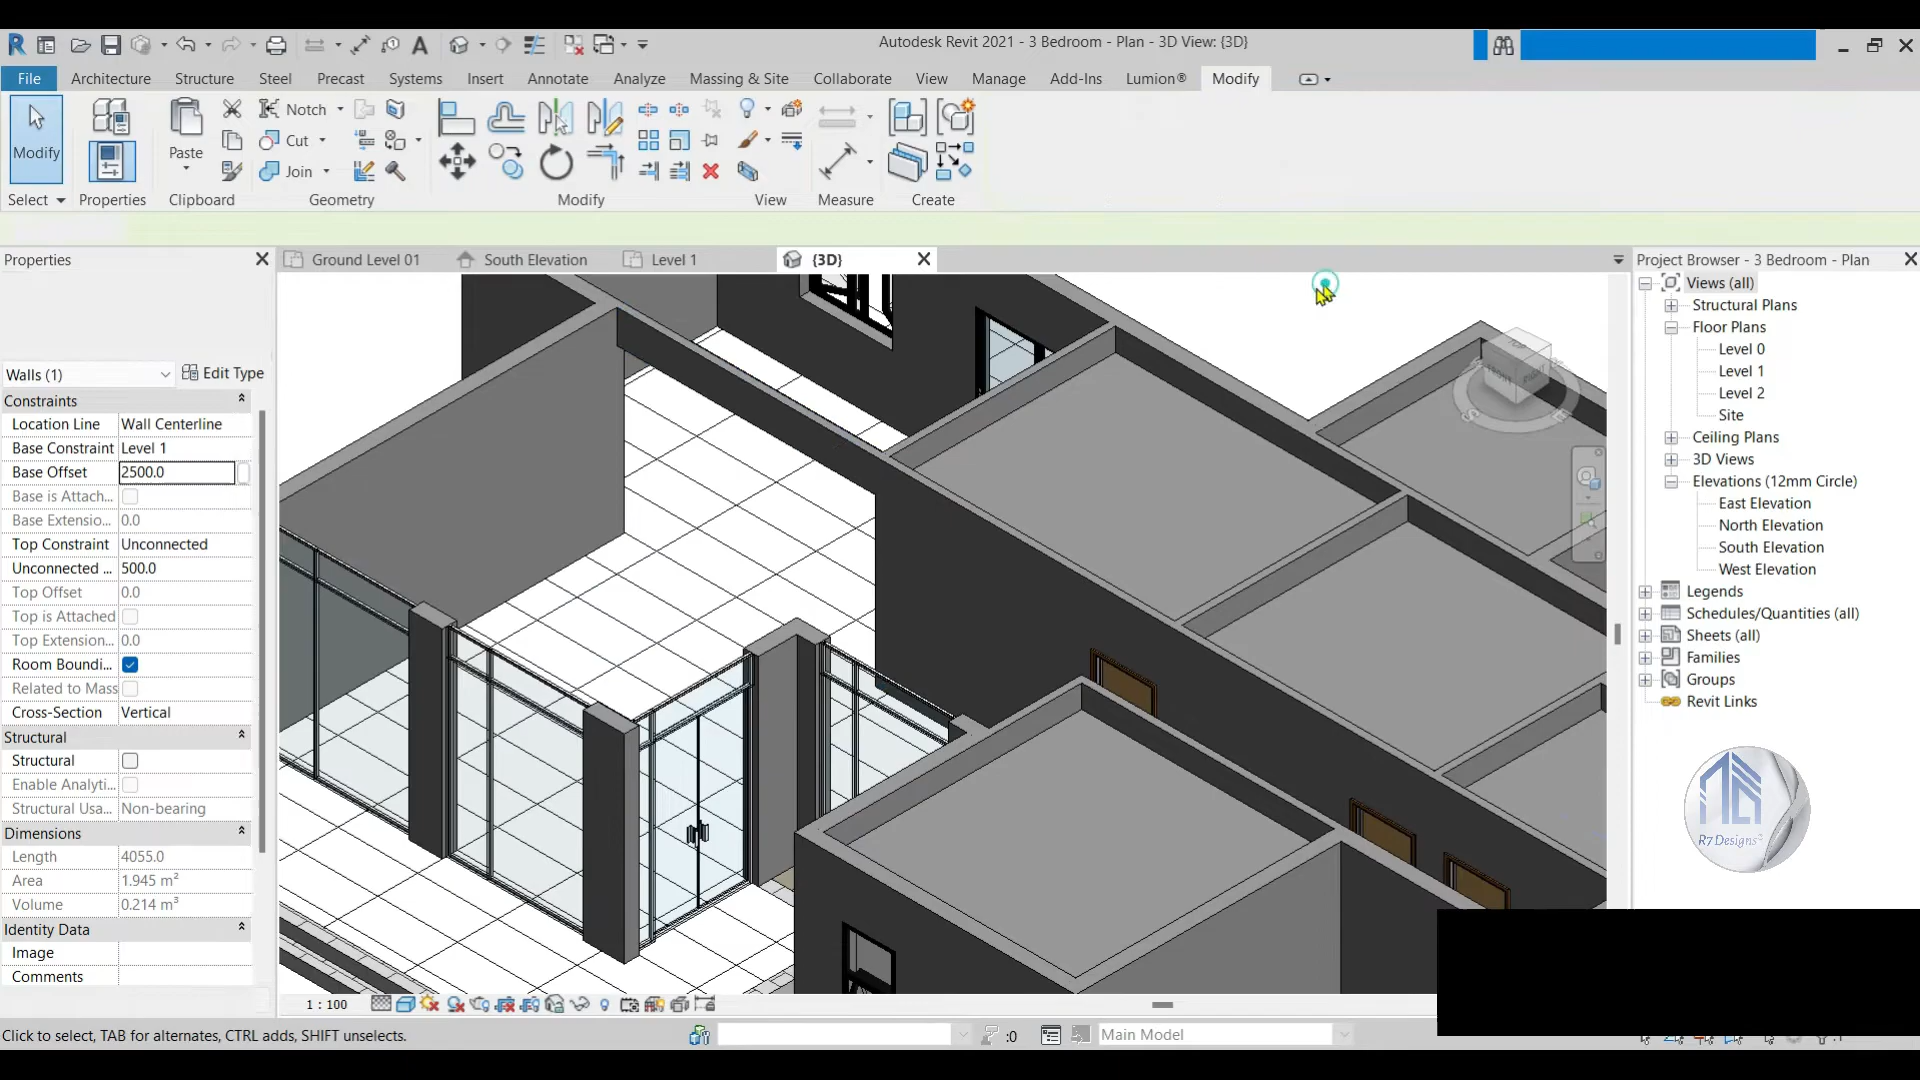 Autodesk Revit 2021 - 3 Bedroom - Plan - 3D View: {3D}
File Architecture Structure Steel Precast Systems Insert Annotate Analyze Massing & Site Collaborate View Manage Add-Ins Lumion® Modify
Modify
Paste
Notch
Cut
Join
Select Properties Clipboard Geometry Modify View Measure Create
Properties
Ground Level 01
South Elevation
Level 1
{3D}
Project Browser - 3 Bedroom - Plan
Walls (1)
Edit Type
Constraints
Location Line Wall Centerline
Base Constraint Level 1
Base Offset 2500.0
Base is Attach...
Base Extensio... 0.0
Top Constraint Unconnected
Unconnected ... 500.0
Top Offset 0.0
Top is Attached
Top Extension... 0.0
Room Boundi...
Related to Mass
Cross-Section Vertical
Structural
Structural
Enable Analyti...
Structural Usa... Non-bearing
Dimensions
Length 4055.0
Area 1.945 m²
Volume 0.214 m³
Identity Data
Image
Comments
FRONT
RIGHT
S
E
Views (all)
Structural Plans
Floor Plans
Level 0
Level 1
Level 2
Site
Ceiling Plans
3D Views
Elevations (12mm Circle)
East Elevation
North Elevation
South Elevation
West Elevation
Legends
Schedules/Quantities (all)
Sheets (all)
Families
Groups
Revit Links
R7 Designs
1 : 100
Click to select, TAB for alternates, CTRL adds, SHIFT unselects.
:0
Main Model